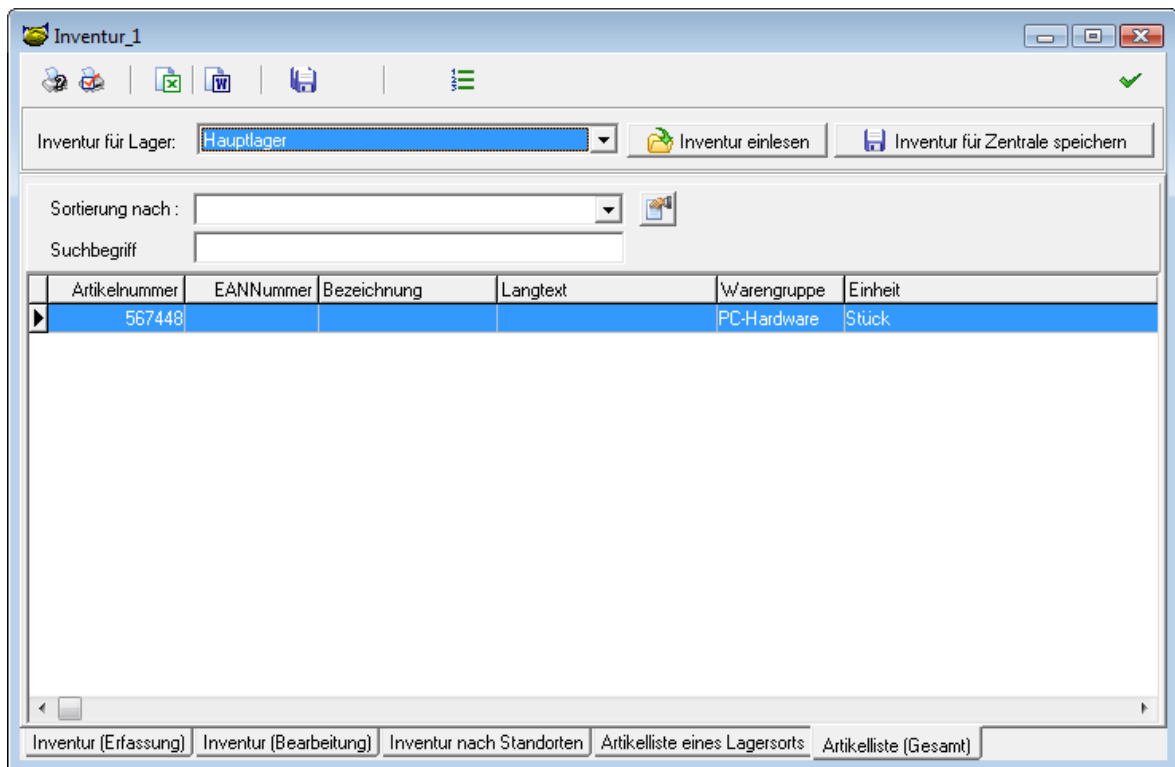 Inventur_1
Inventur für Lager: Hauptlager Inventur einlesen Inventur für Zentrale speichern
Sortierung nach :
Suchbegriff
Artikelnummer EANNummer Bezeichnung Langtext Warengruppe Einheit
567448 PC-Hardware Stück
Inventur (Erfassung) Inventur (Bearbeitung) Inventur nach Standorten Artikelliste eines Lagersorts Artikelliste (Gesamt)